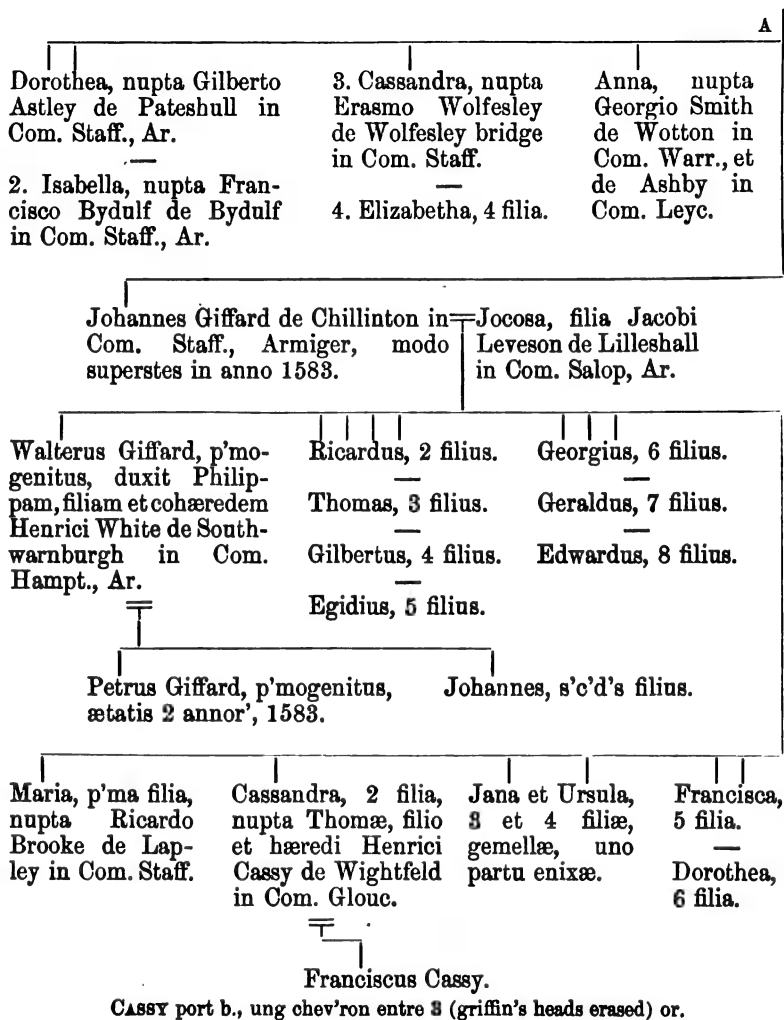 A
Dorothea, nupta Gilberto
Astley de Pateshull in
Com. Staff., Ar.
—
2. Isabella, nupta Fran-
cisco Bydulf de Bydulf
in Com. Staff., Ar.
3. Cassandra, nupta
Erasmo Wolfesley
de Wolfesley bridge
in Com. Staff.
—
4. Elizabetha, 4 filia.
Anna, nupta
Georgio Smith
de Wotton in
Com. Warr., et
de Ashby in
Com. Leyc.
Johannes Giffard de Chillinton in
Com. Staff., Armiger, modo
superstes in anno 1583.
Jocosa, filia Jacobi
Leveson de Lilleshall
in Com. Salop, Ar.
Walterus Giffard, p'mo-
genitus, duxit Philip-
pam, filiam et cohæredem
Henrici White de South-
warnburgh in Com.
Hampt., Ar.
Ricardus, 2 filius.
—
Thomas, 3 filius.
—
Gilbertus, 4 filius.
—
Egidius, 5 filius.
Georgius, 6 filius.
—
Geraldus, 7 filius.
—
Edwardus, 8 filius.
Petrus Giffard, p'mogenitus,
ætatis 2 annor', 1583.
Johannes, s'c'd's filius.
Maria, p'ma filia,
nupta Ricardo
Brooke de Lap-
ley in Com. Staff.
Cassandra, 2 filia,
nupta Thomæ, filio
et hæredi Henrici
Cassy de Wightfeld
in Com. Glouc.
Jana et Ursula,
3 et 4 filiæ,
gemellæ, uno
partu enixæ.
Francisca,
5 filia.
—
Dorothea,
6 filia.
Franciscus Cassy.
CASSY port b., ung chev'ron entre 3 (griffin's heads erased) or.